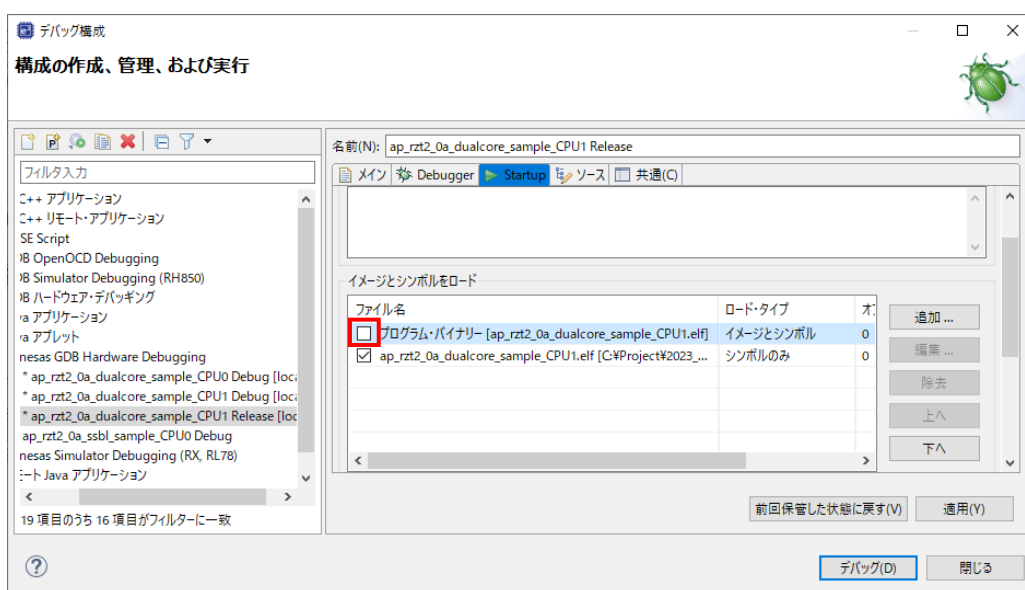 デバッグ構成
構成の作成、管理、および実行
フィルタ入力
C++ アプリケーション
C++ リモート・アプリケーション
SE Script
)B OpenOCD Debugging
)B Simulator Debugging (RH850)
)B ハードウェア・デバッギング
va アプリケーション
va アプレット
nesas GDB Hardware Debugging
* ap_rzt2_0a_dualcore_sample_CPU0 Debug [loca
* ap_rzt2_0a_dualcore_sample_CPU1 Debug [loca
* ap_rzt2_0a_dualcore_sample_CPU1 Release [loc
ap_rzt2_0a_ssbl_sample_CPU0 Debug
nesas Simulator Debugging (RX, RL78)
モート Java アプリケーション
19 項目のうち 16 項目がフィルターに一致
名前(N): ap_rzt2_0a_dualcore_sample_CPU1 Release
メイン Debugger Startup ソース 共通(C)
イメージとシンボルをロード
ファイル名 ロード・タイプ オ
プログラム・バイナリー [ap_rzt2_0a_dualcore_sample_CPU1.elf] イメージとシンボル 0
ap_rzt2_0a_dualcore_sample_CPU1.elf [C:¥Project¥2023_... シンボルのみ 0
追加 ...
編集 ...
除去
上へ
下へ
前回保管した状態に戻す(V) 適用(Y)
デバッグ(D) 閉じる